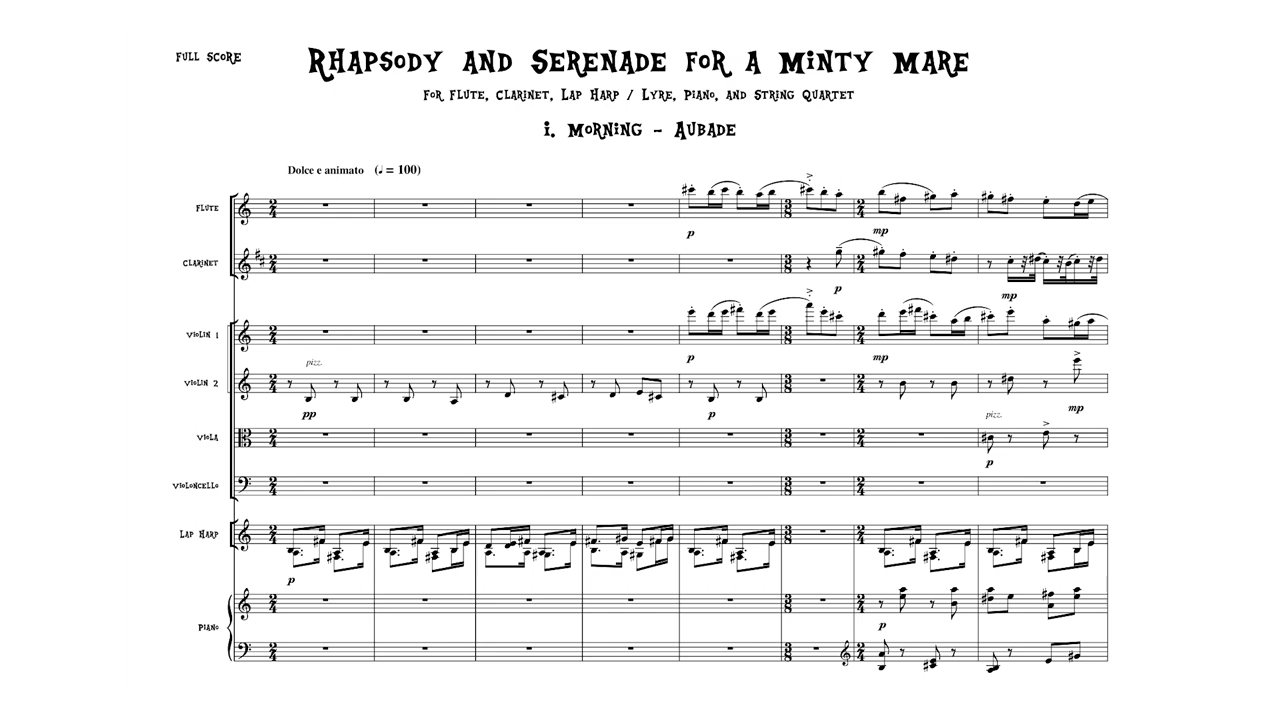 FULL SCORE
RHAPSODY AND SERENADE FOR A MINTY MARE
FOR FLUTE, CLARINET, LAP HARP / LYRE, PIANO, AND STRING QUARTET
I. MORNING - AUBADE
Dolce e animato (♩ = 100)
FLUTE
p
mp
CLARINET
p
mp
VIOLIN 1
p
mp
pizz.
VIOLIN 2
pp
p
mp
pizz.
VIOLA
p
VIOLONCELLO
LAP HARP
p
PIANO
p